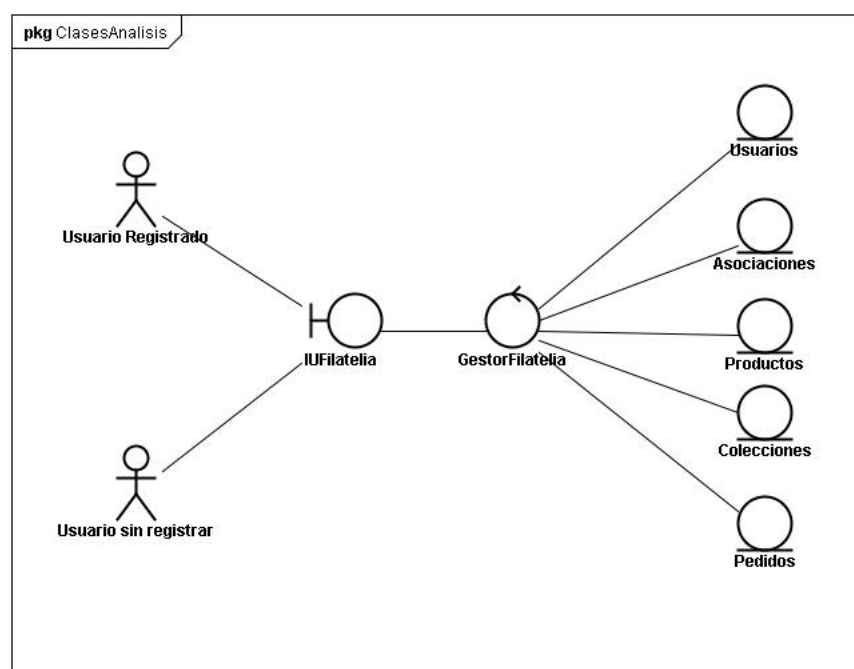 pkg ClasesAnalisis
Usuarios
Usuario Registrado
Asociaciones
IUFilatelia
GestorFilatelia
Productos
Colecciones
Usuario sin registrar
Pedidos